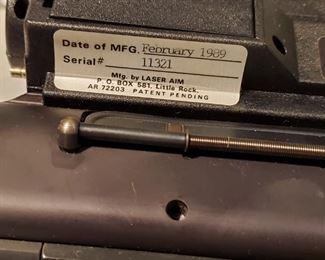 Date of MFG. February 1989
Serial# 11321
Mfg. by LASER AIM
P. O. BOX 581, Little Rock,
AR 72203 PATENT PENDING